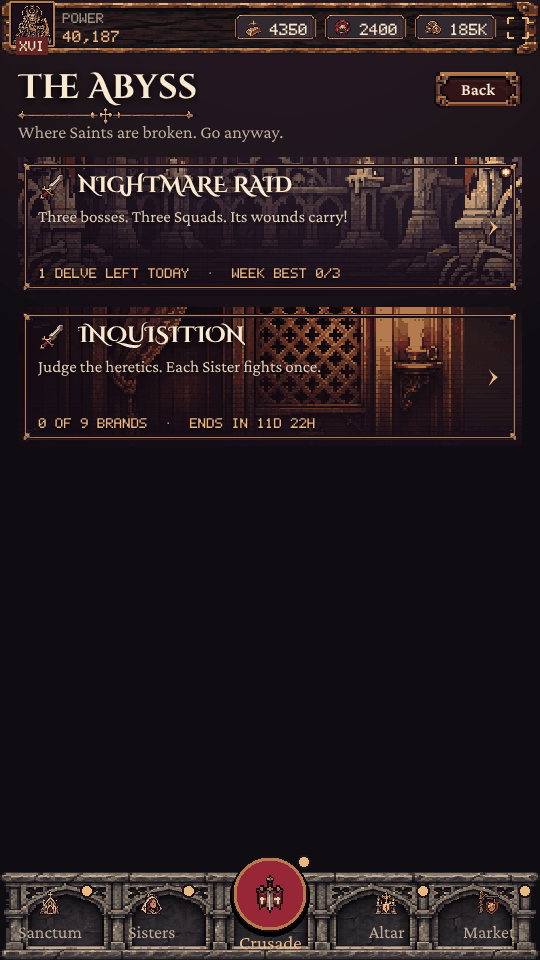 POWER
40,187
4350
2400
185K
XVI
THE ABYSS
Back
Where Saints are broken. Go anyway.
NIGHTMARE RAID
Three bosses. Three Squads. Its wounds carry!
1 DELVE LEFT TODAY · WEEK BEST 0/3
INQUISITION
Judge the heretics. Each Sister fights once.
0 OF 9 BRANDS · ENDS IN 11D 22H
Sanctum
Sisters
Crusade
Altar
Market